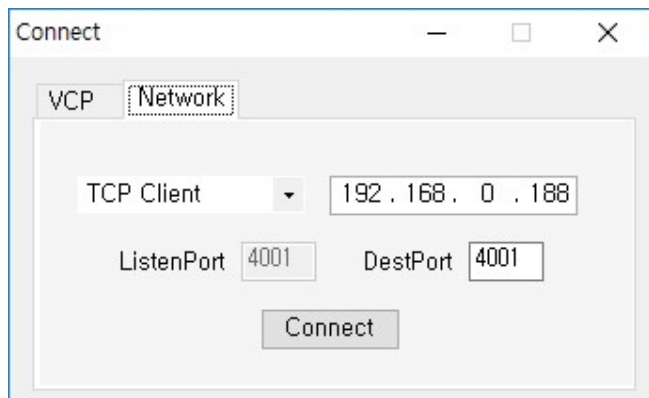 Connect
VCP Network
TCP Client 192 . 168 . 0 . 188
ListenPort 4001 DestPort 4001
Connect